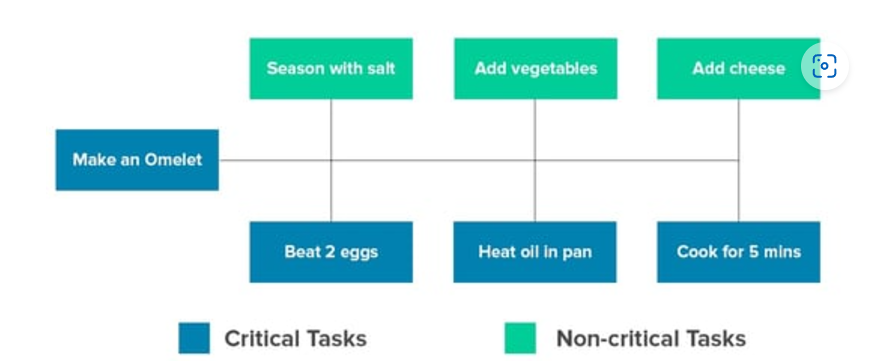 Season with salt
Add vegetables
Add cheese
Make an Omelet
Beat 2 eggs
Heat oil in pan
Cook for 5 mins
Critical Tasks
Non-critical Tasks